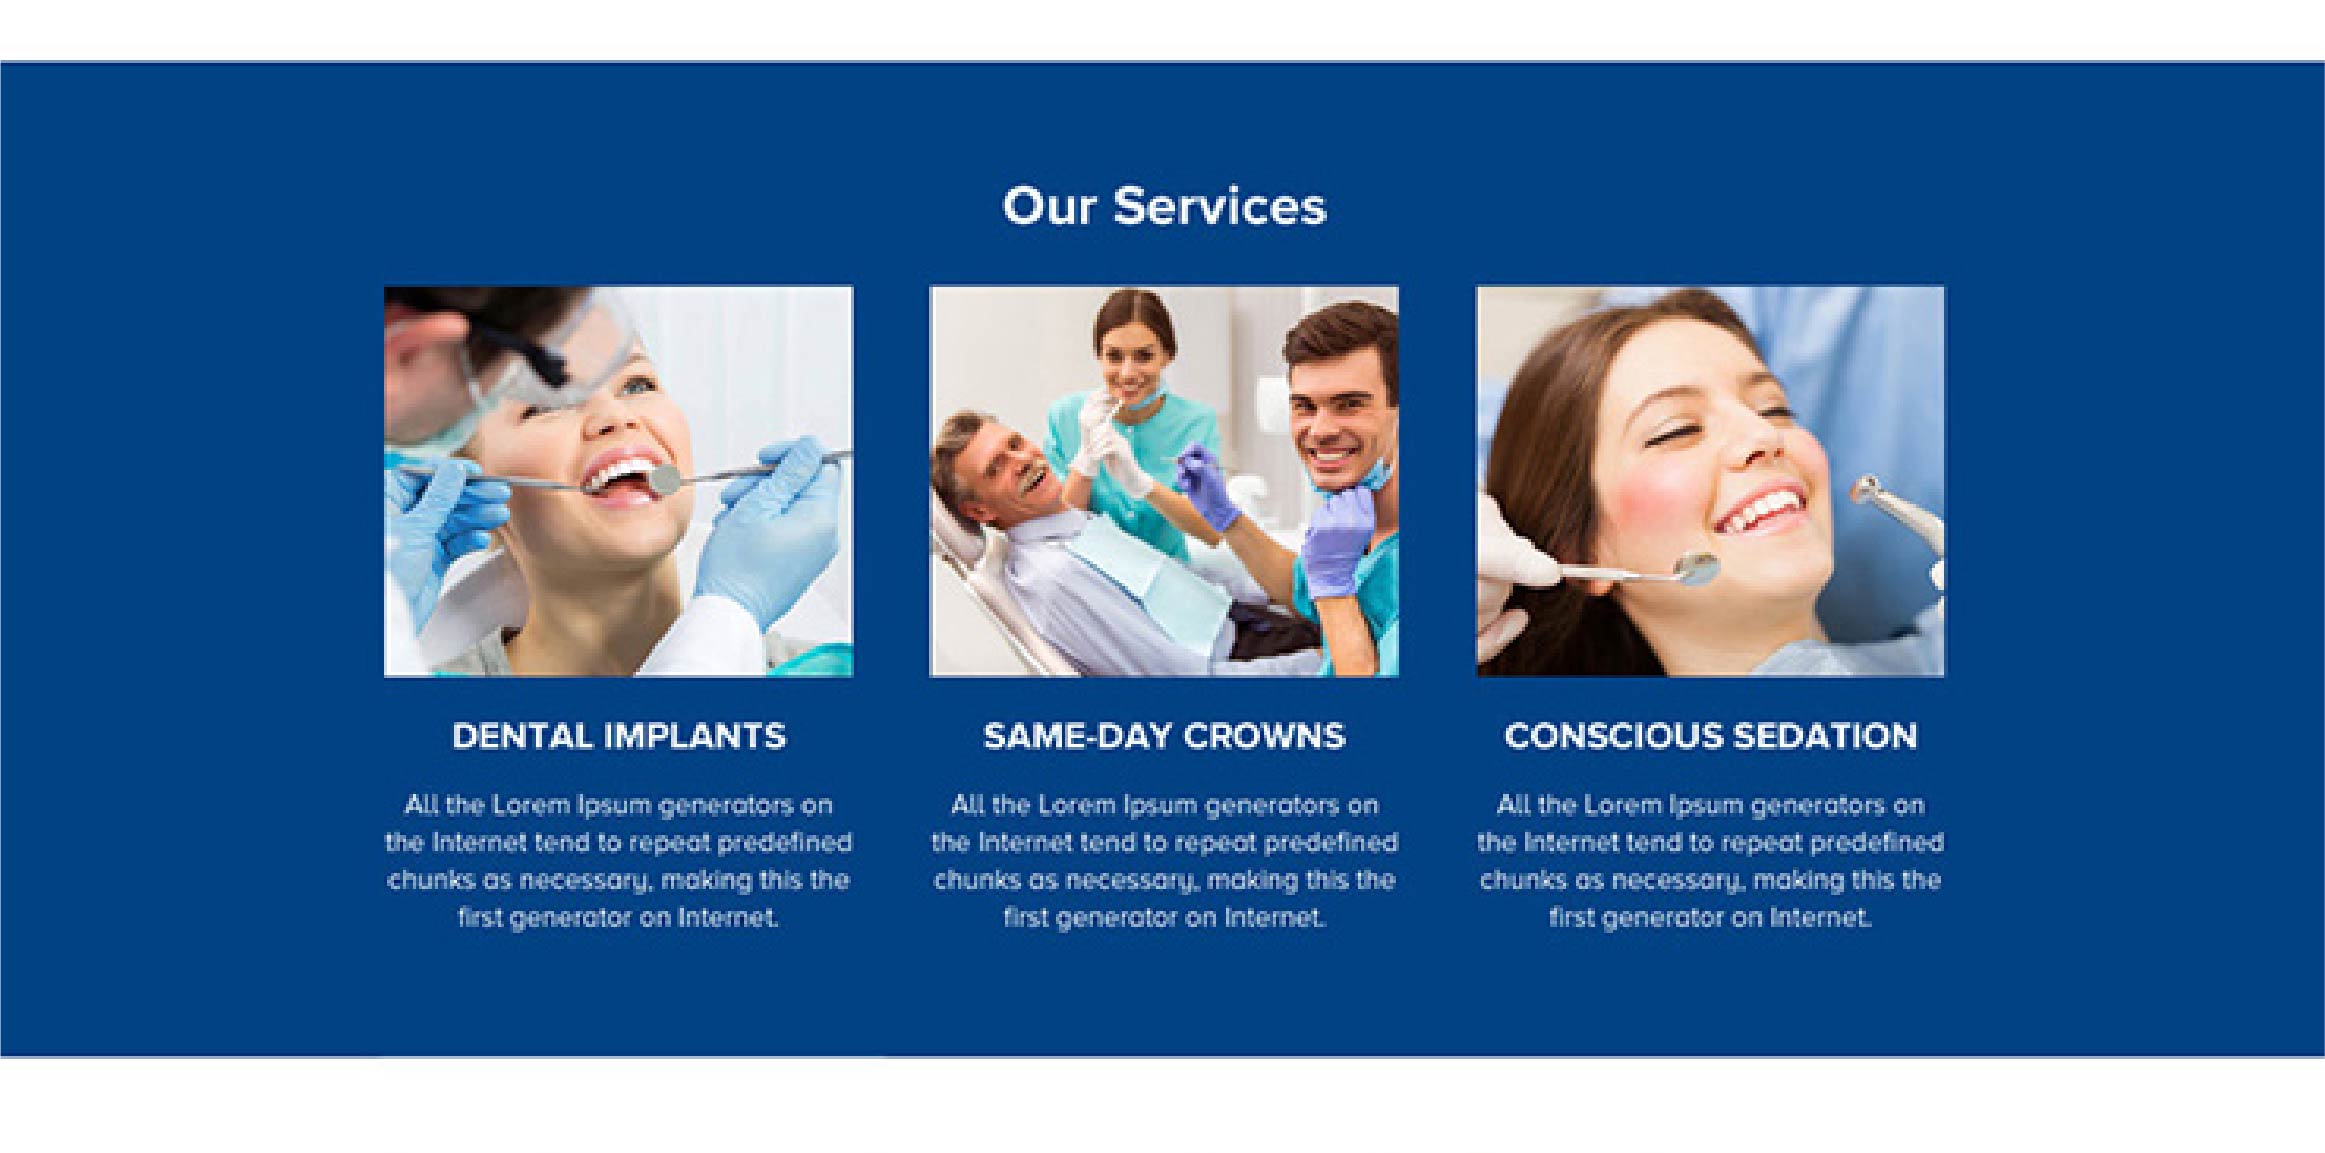 Our Services
DENTAL IMPLANTS
All the Lorem Ipsum generators on
the Internet tend to repeat predefined
chunks as necessary, making this the
first generator on Internet.
SAME-DAY CROWNS
All the Lorem Ipsum generators on
the Internet tend to repeat predefined
chunks as necessary, making this the
first generator on Internet.
CONSCIOUS SEDATION
All the Lorem Ipsum generators on
the Internet tend to repeat predefined
chunks as necessary, making this the
first generator on Internet.